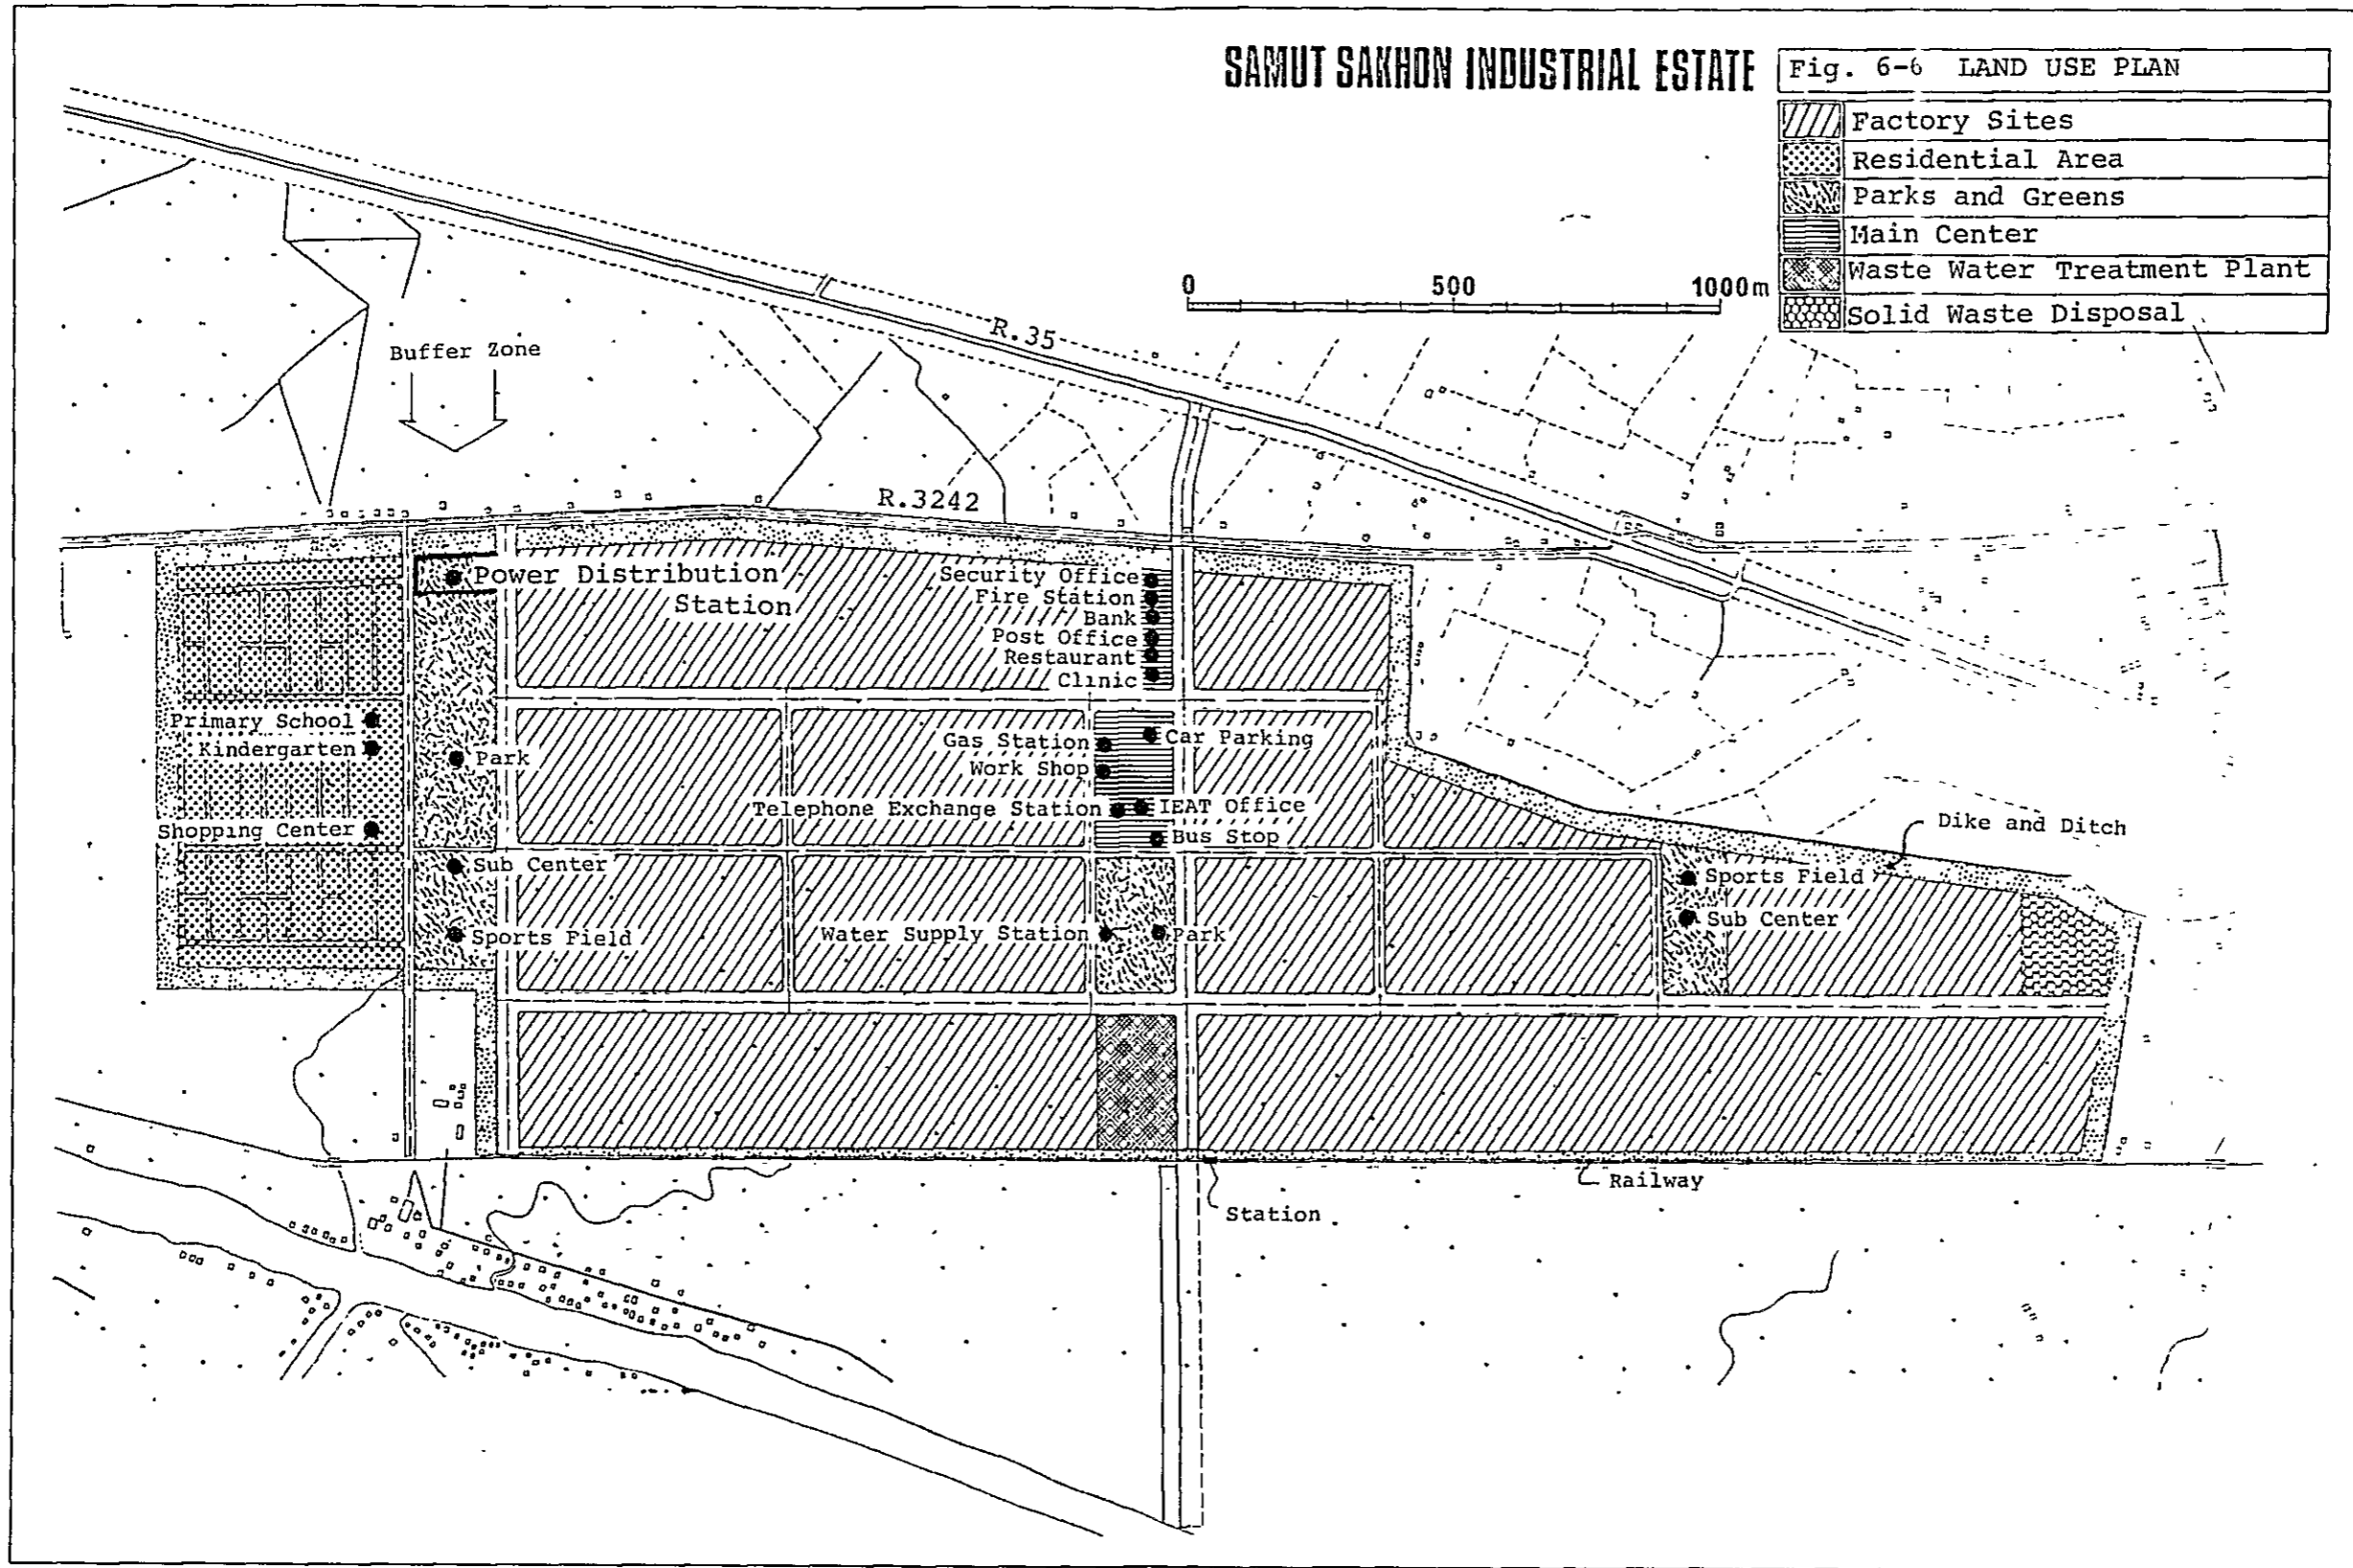 SAMUT SAKHON INDUSTRIAL ESTATE
Fig. 6-6 LAND USE PLAN
Factory Sites
Residential Area
Parks and Greens
Main Center
Waste Water Treatment Plant
Solid Waste Disposal
0 500 1000m
R.35
Buffer Zone
R.3242
Power Distribution
Station
Security Office
Fire Station
Bank
Post Office
Restaurant
Clinic
Primary School
Kindergarten
Park
Gas Station
Car Parking
Work Shop
Telephone Exchange Station
IEAT Office
Shopping Center
Bus Stop
Dike and Ditch
Sub Center
Sports Field
Sub Center
Sports Field
Water Supply Station
Park
Railway
Station